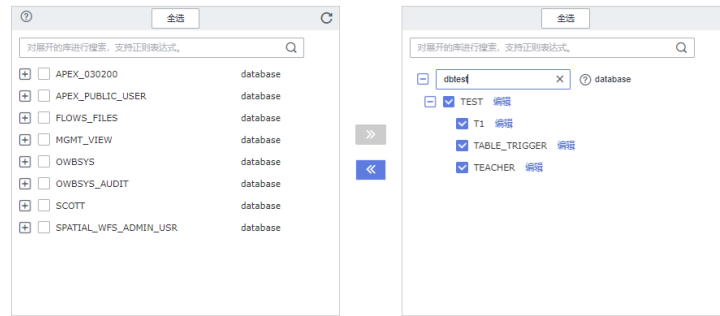 全选
对展开的库进行搜索，支持正则表达式。
APEX_030200 database
APEX_PUBLIC_USER database
FLOWS_FILES database
MGMT_VIEW database
OWBSYS database
OWBSYS_AUDIT database
SCOTT database
SPATIAL_WFS_ADMIN_USR database
全选
对展开的库进行搜索，支持正则表达式。
dbtest database
TEST 编辑
T1 编辑
TABLE_TRIGGER 编辑
TEACHER 编辑